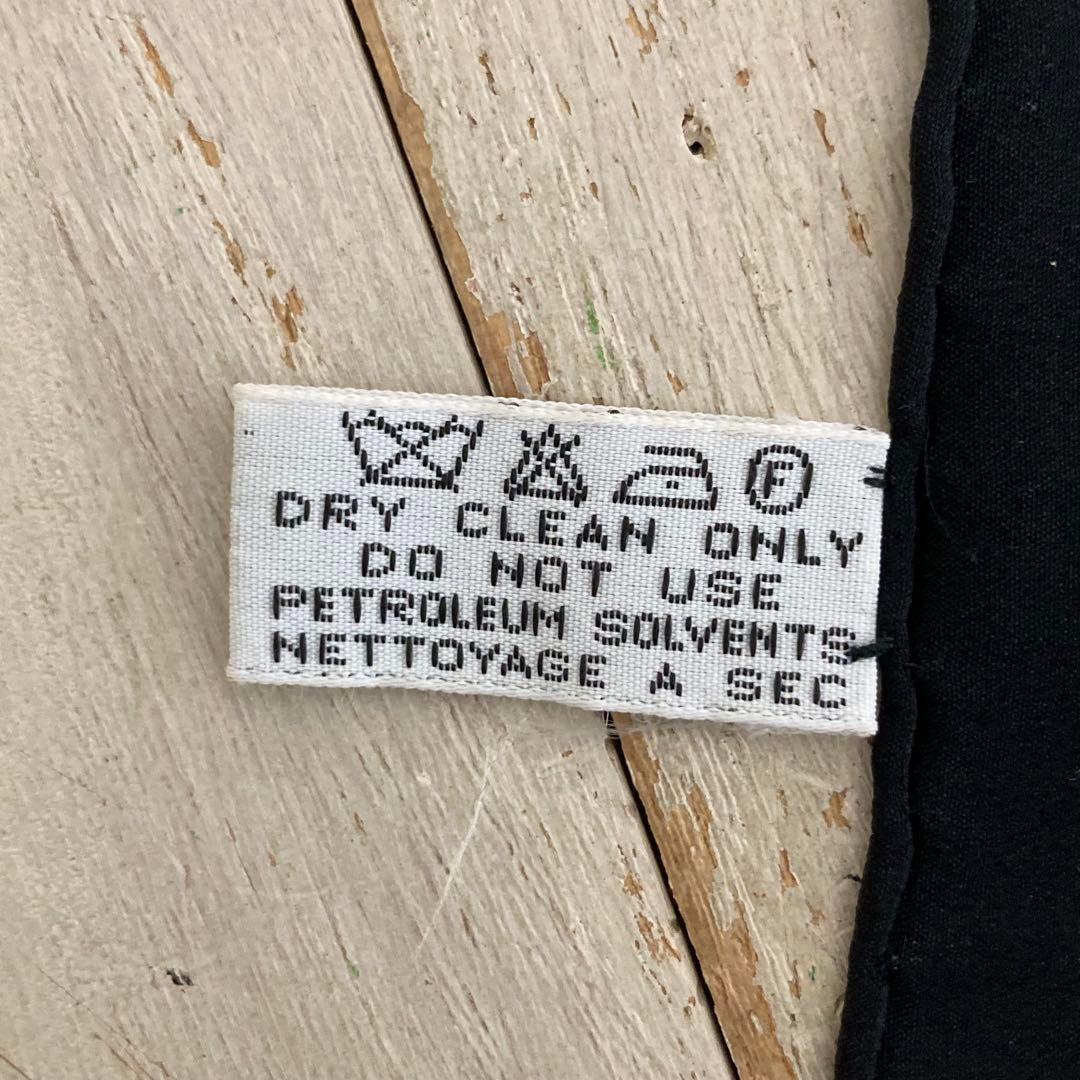 F
DRY CLEAN ONLY
DO NOT USE
PETROLEUM SOLVENTS
NETTOYAGE A SEC